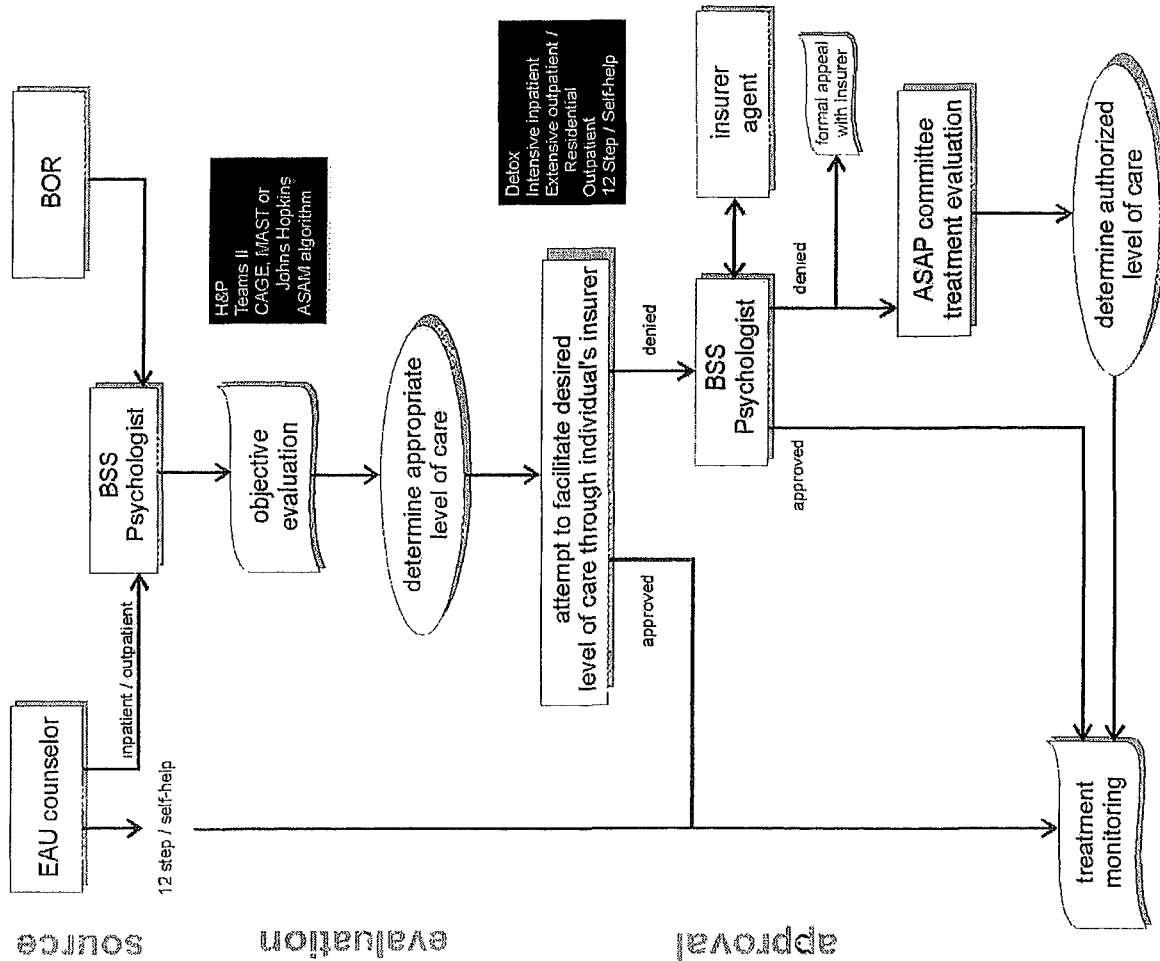 source
EAU counselor
BOR
12 step / self-help
inpatient / outpatient
BSS
Psychologist
evaluation
objective
evaluation
H&P
Teams II
CAGE, MAST or
Johns Hopkins
ASAM algorithm
determine appropriate
level of care
approval
attempt to facilitate desired
level of care through individual's insurer
Detox
Intensive inpatient
Extensive outpatient /
Residential
Outpatient
12 Step / Self-help
approved
denied
BSS
Psychologist
insurer
agent
approved
denied
formal appeal
with insurer
ASAP committee
treatment evaluation
treatment
monitoring
determine authorized
level of care